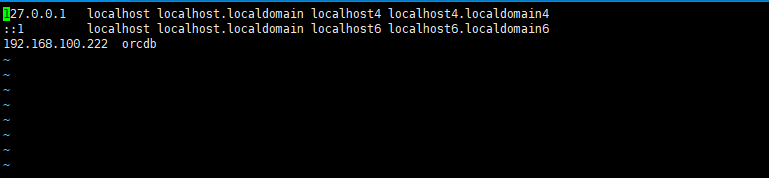 127.0.0.1   localhost localhost.localdomain localhost4 localhost4.localdomain4
::1         localhost localhost.localdomain localhost6 localhost6.localdomain6
192.168.100.222  orcdb
~
~
~
~
~
~
~
~